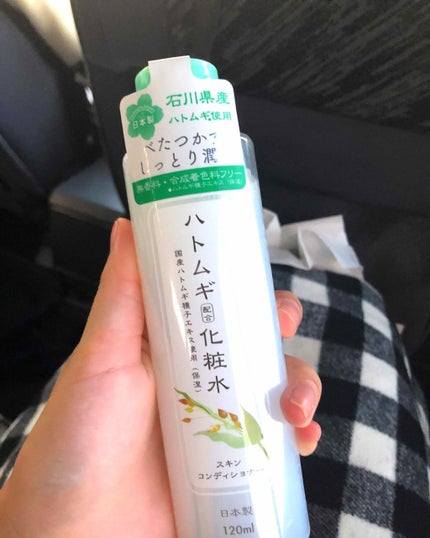 石川県産
ハトムギ使用
日本製
べたつかず
しっとり潤
無香料・合成着色料フリー
ハトムギ配合化粧水
国産ハトムギ種子エキス使用(保湿)
スキン
コンディショナー
日本製
120ml